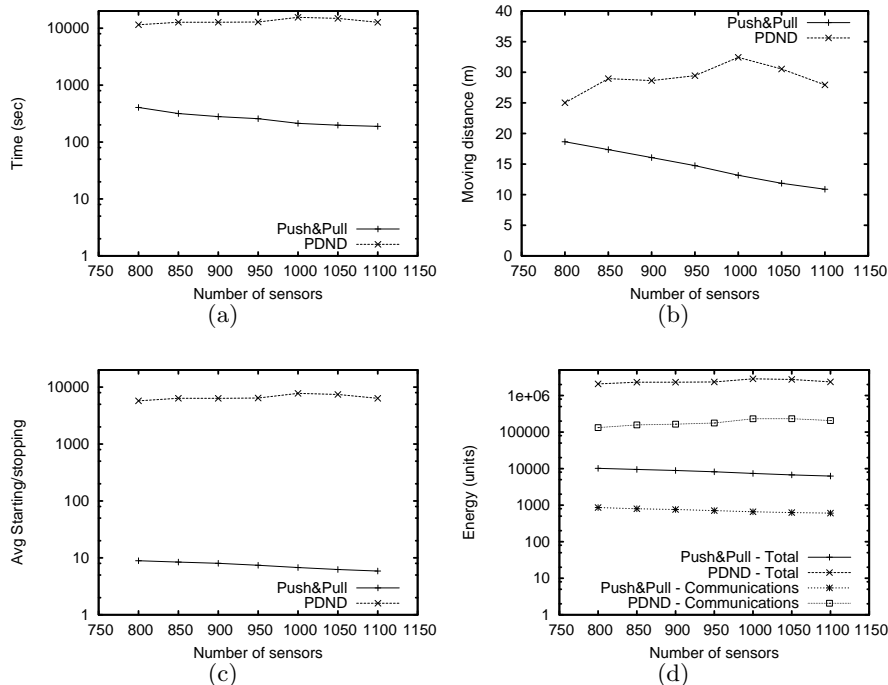 10000
1000
100
10
1
Time (sec)
Push&Pull
PDND
750 800 850 900 950 1000 1050 1100 1150
Number of sensors
(a)
40
35
30
25
20
15
10
5
0
Moving distance (m)
Push&Pull
PDND
750 800 850 900 950 1000 1050 1100 1150
Number of sensors
(b)
10000
1000
100
10
1
Avg Starting/stopping
Push&Pull
PDND
750 800 850 900 950 1000 1050 1100 1150
Number of sensors
(c)
1e+06
100000
10000
1000
100
10
1
Energy (units)
Push&Pull - Total
PDND - Total
Push&Pull - Communications
PDND - Communications
750 800 850 900 950 1000 1050 1100 1150
Number of sensors
(d)